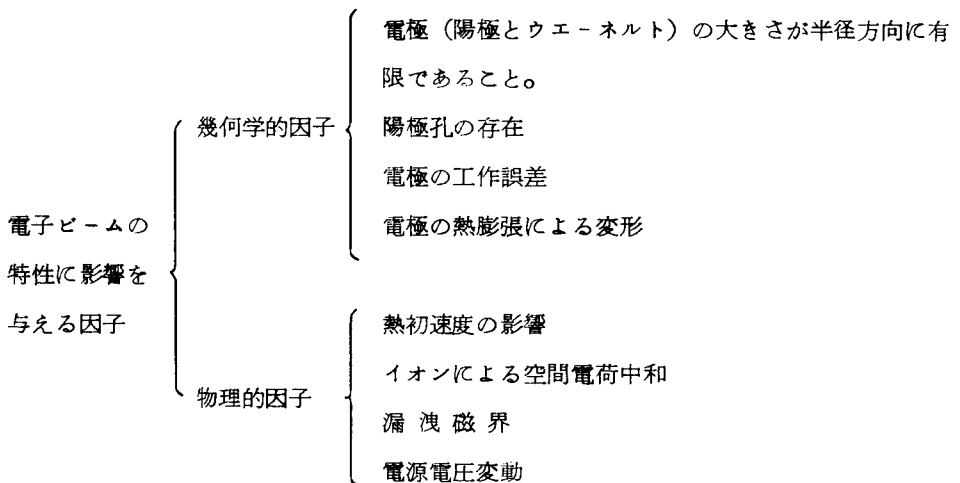 電極（陽極とウエーネルト）の大きさが半径方向に有
限であること。
幾何学的因子
陽極孔の存在
電極の工作誤差
電極の熱膨張による変形
電子ビームの
特性に影響を
与える因子
熱初速度の影響
イオンによる空間電荷中和
物理的因子
漏洩磁界
電源電圧変動